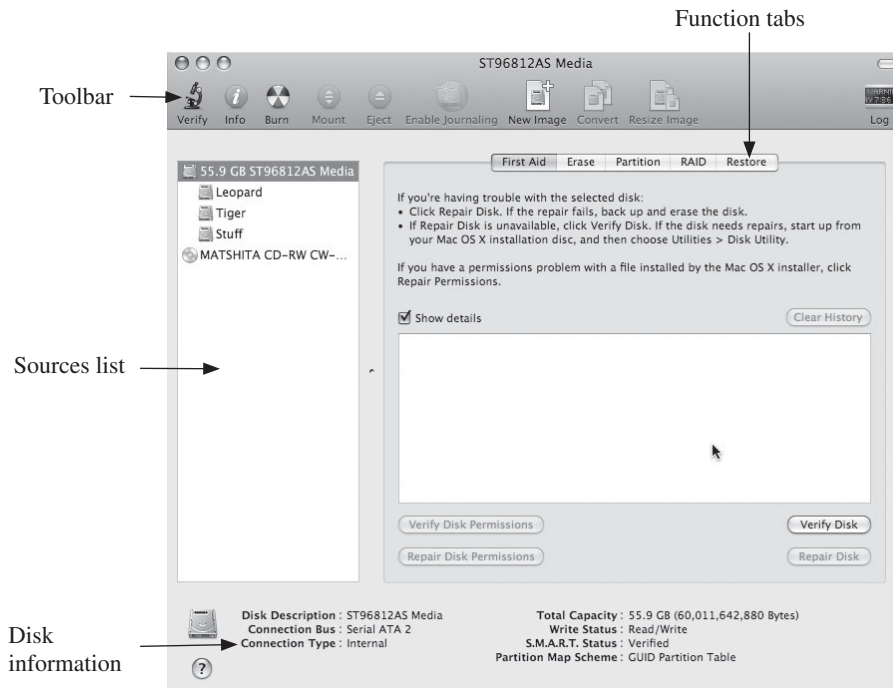 Function tabs
ST96812AS Media
Toolbar
Verify Info Burn Mount Eject Enable Journaling New Image Convert Resize Image Log
First Aid Erase Partition RAID Restore
55.9 GB ST96812AS Media
Leopard
Tiger
Stuff
MATSHITA CD-RW CW-...
If you're having trouble with the selected disk:
• Click Repair Disk. If the repair fails, back up and erase the disk.
• If Repair Disk is unavailable, click Verify Disk. If the disk needs repairs, start up from
your Mac OS X installation disc, and then choose Utilities > Disk Utility.
If you have a permissions problem with a file installed by the Mac OS X installer, click
Repair Permissions.
Show details
Clear History
Sources list
Verify Disk Permissions
Verify Disk
Repair Disk Permissions
Repair Disk
Disk Description : ST96812AS Media
Connection Bus : Serial ATA 2
Connection Type : Internal
Total Capacity : 55.9 GB (60,011,642,880 Bytes)
Write Status : Read/Write
S.M.A.R.T. Status : Verified
Partition Map Scheme : GUID Partition Table
Disk
information
?